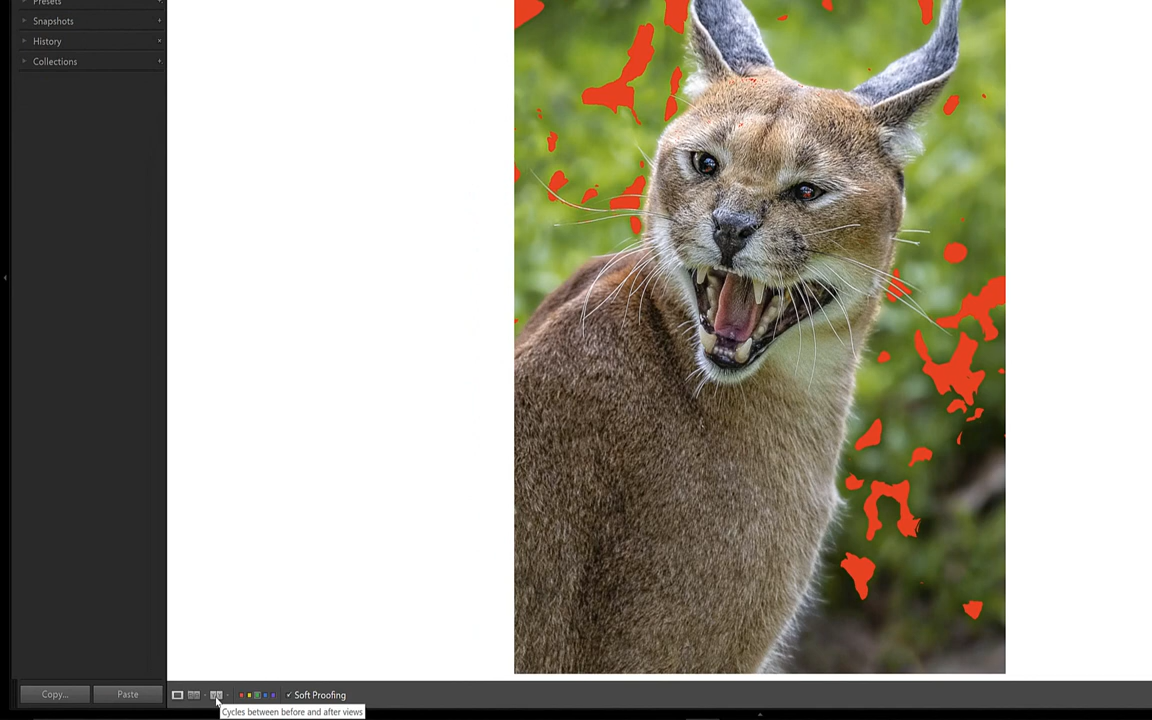 Presets
Snapshots
History
Collections
Copy...
Paste
Soft Proofing
Cycles between before and after views